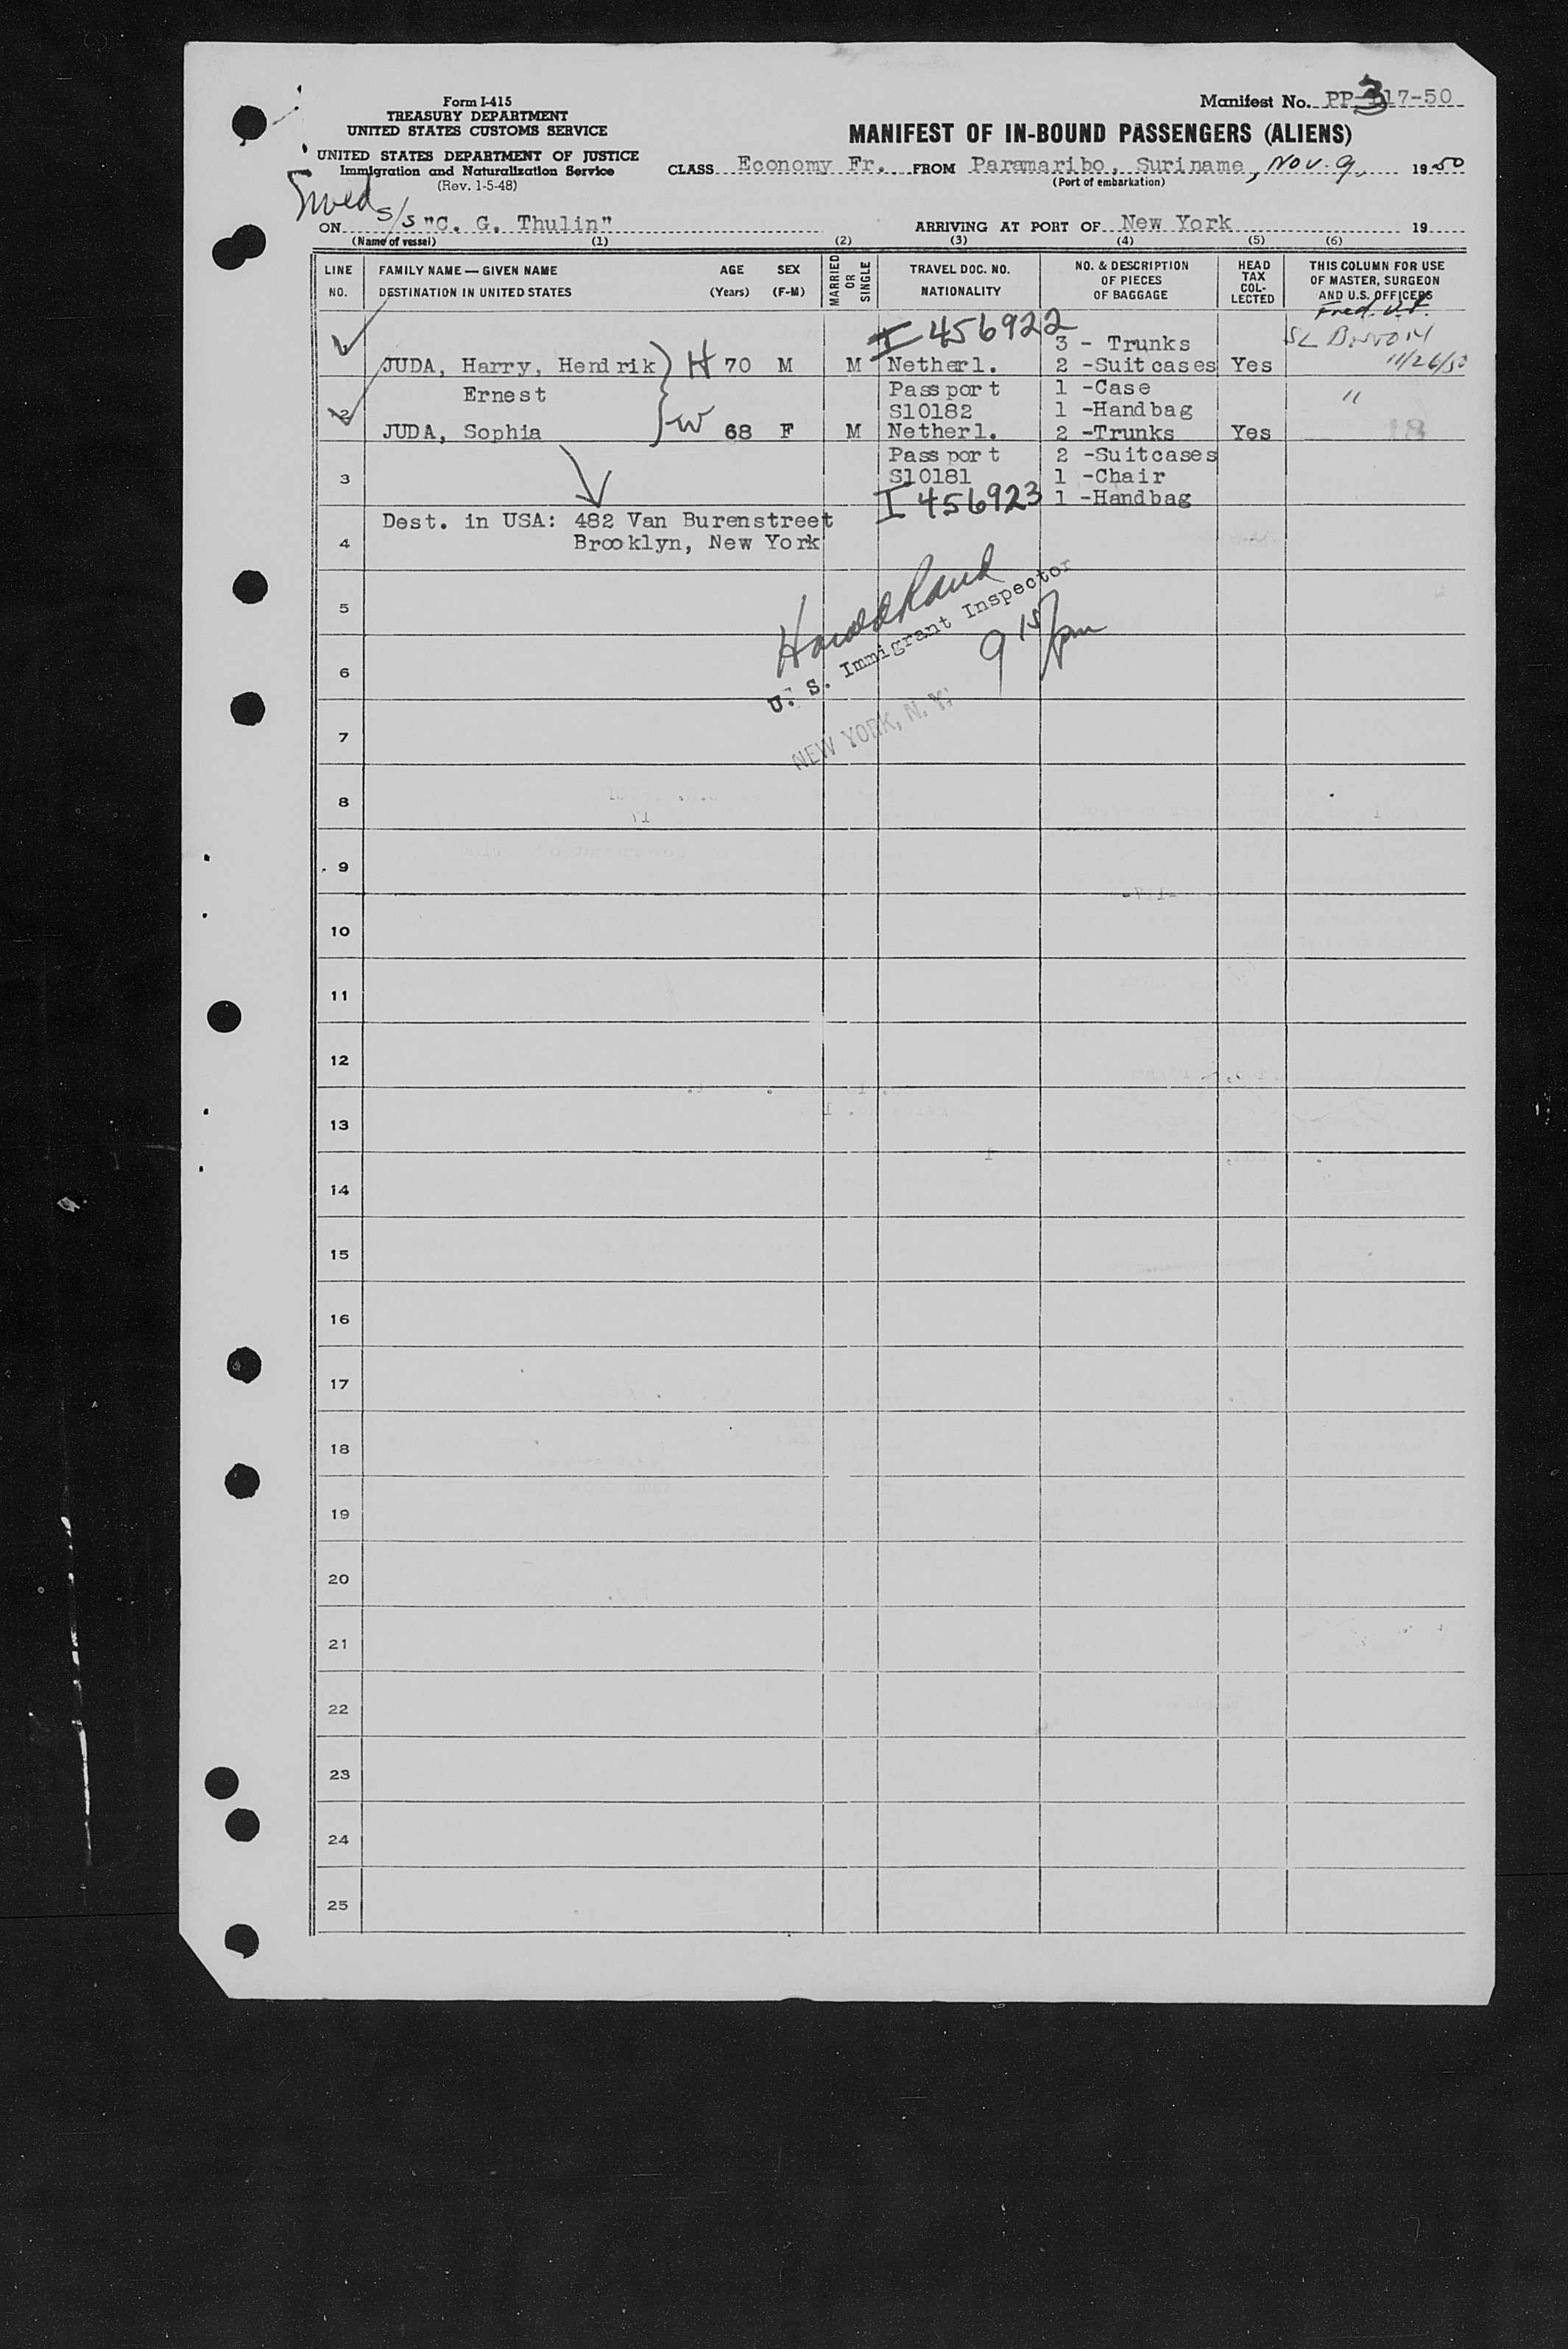 Form I-415
TREASURY DEPARTMENT
UNITED STATES CUSTOMS SERVICE
UNITED STATES DEPARTMENT OF JUSTICE
Immigration and Naturalization Service
(Rev. 1-5-48)
Manifest No. PP-3 17-50
MANIFEST OF IN-BOUND PASSENGERS (ALIENS)
CLASS Economy Fr. FROM Paramaribo, Suriname, Nov. 9, 1950
(Port of embarkation)
Swed
ON s/s "C. G. Thulin" ARRIVING AT PORT OF New York 19
(Name of vessel) (1) (2) (3) (4) (5) (6)
LINE NO.
FAMILY NAME — GIVEN NAME
DESTINATION IN UNITED STATES
AGE (Years)
SEX (F-M)
MARRIED OR SINGLE
TRAVEL DOC. NO.
NATIONALITY
NO. & DESCRIPTION OF PIECES OF BAGGAGE
HEAD TAX COLLECTED
THIS COLUMN FOR USE OF MASTER, SURGEON AND U.S. OFFICERS
I 456922
3 - Trunks
JUDA, Harry, Hendrik H 70 M M Netherl. 2 -Suitcases Yes 11/26/50
Ernest Passport 1 -Case "
2 S10182 1 -Handbag
JUDA, Sophia W 68 F M Netherl. 2 -Trunks Yes 18
Passport 2 -Suitcases
3 S10181 1 -Chair
I 456923 1 -Handbag
Dest. in USA: 482 Van Burenstreet
4 Brooklyn, New York
Harold Rand
U. S. Immigrant Inspector
9 15 pm
NEW YORK, N. Y.
5
6
7
8
9
10
11
12
13
14
15
16
17
18
19
20
21
22
23
24
25